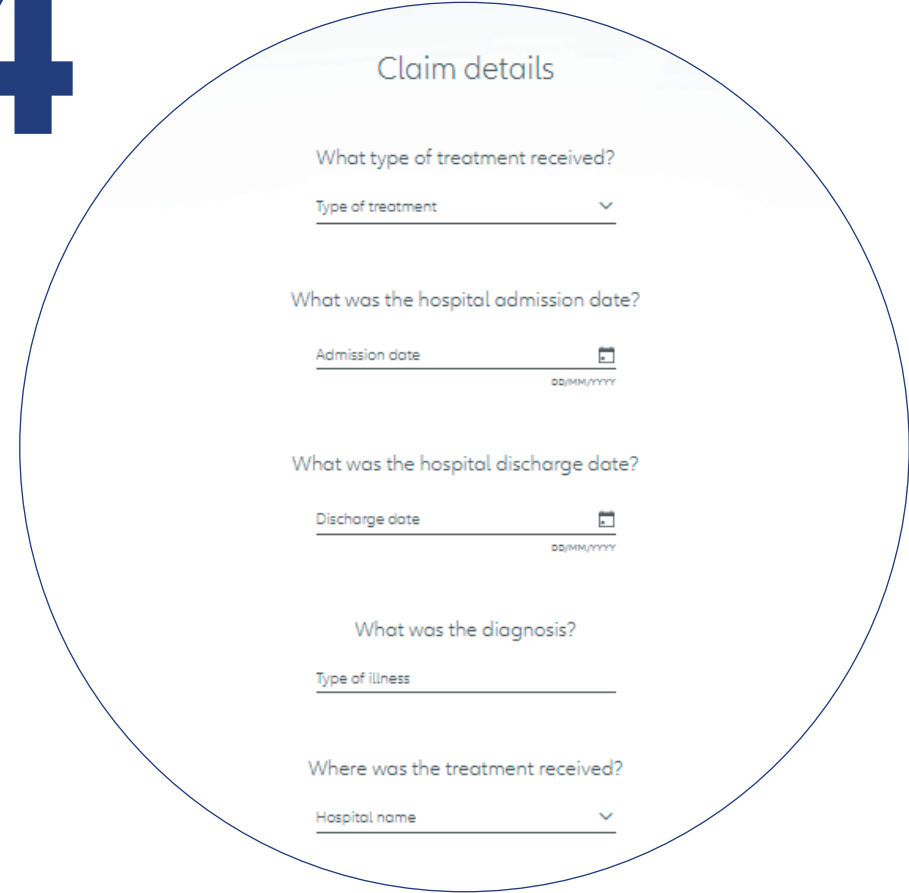 4
Claim details
What type of treatment received?
Type of treatment
What was the hospital admission date?
Admission date
DD/MM/YYYY
What was the hospital discharge date?
Discharge date
DD/MM/YYYY
What was the diagnosis?
Type of illness
Where was the treatment received?
Hospital name